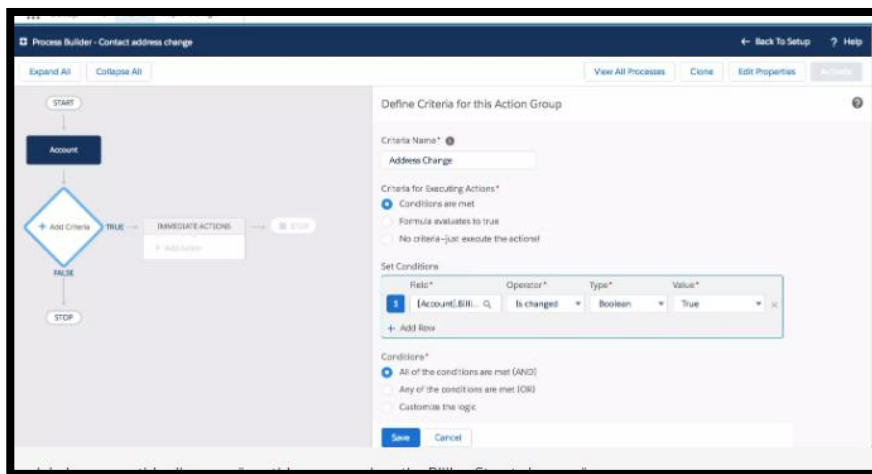 Process Builder - Contact address change
← Back To Setup ? Help
Expand All Collapse All View All Processes Clone Edit Properties Activate
START
Account
+ Add Criteria
TRUE
IMMEDIATE ACTIONS
+ Add Action
STOP
FALSE
STOP
Define Criteria for this Action Group
Criteria Name*
Address Change
Criteria for Executing Actions*
Conditions are met
Formula evaluates to true
No criteria–just execute the actions!
Set Conditions
Field* Operator* Type* Value*
1 [Account].Billi... Is changed Boolean True
+ Add Row
Conditions*
All of the conditions are met (AND)
Any of the conditions are met (OR)
Customize the logic
Save Cancel